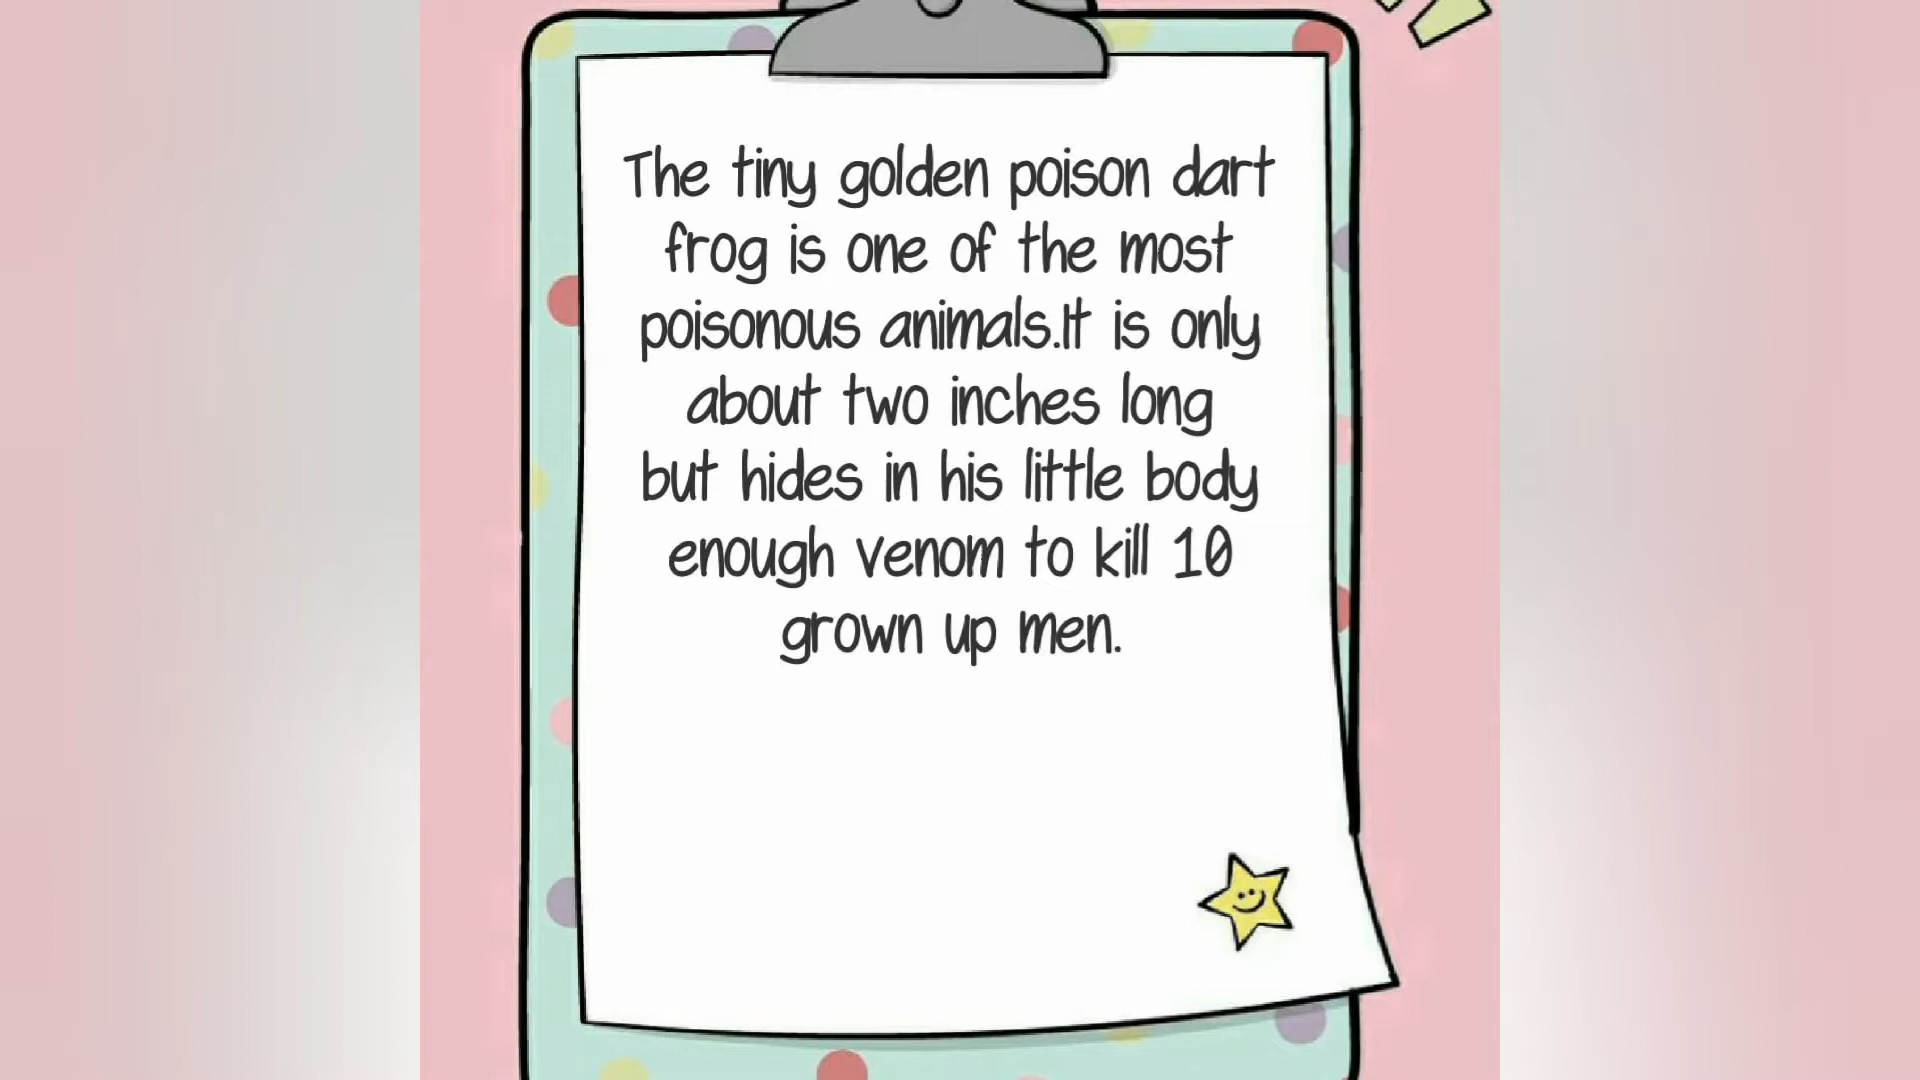 The tiny golden poison dart
frog is one of the most
poisonous animals.It is only
about two inches long
but hides in his little body
enough venom to kill 10
grown up men.